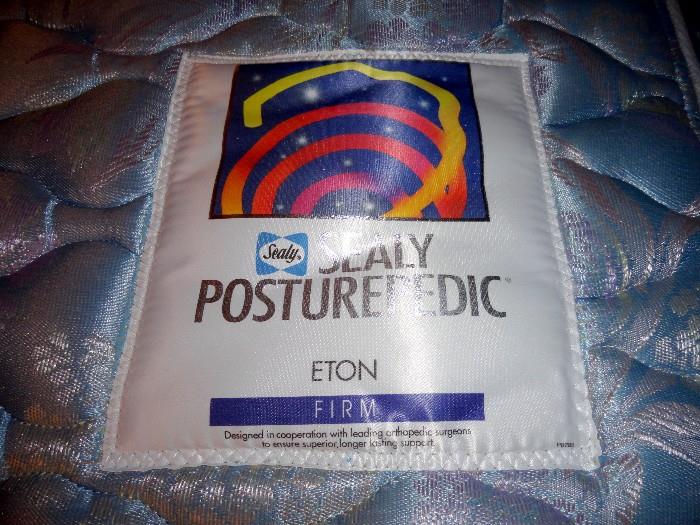 Sealy SEALY
POSTUREPEDIC
ETON
FIRM
Designed in cooperation with leading orthopedic surgeons
to ensure superior, longer lasting support.